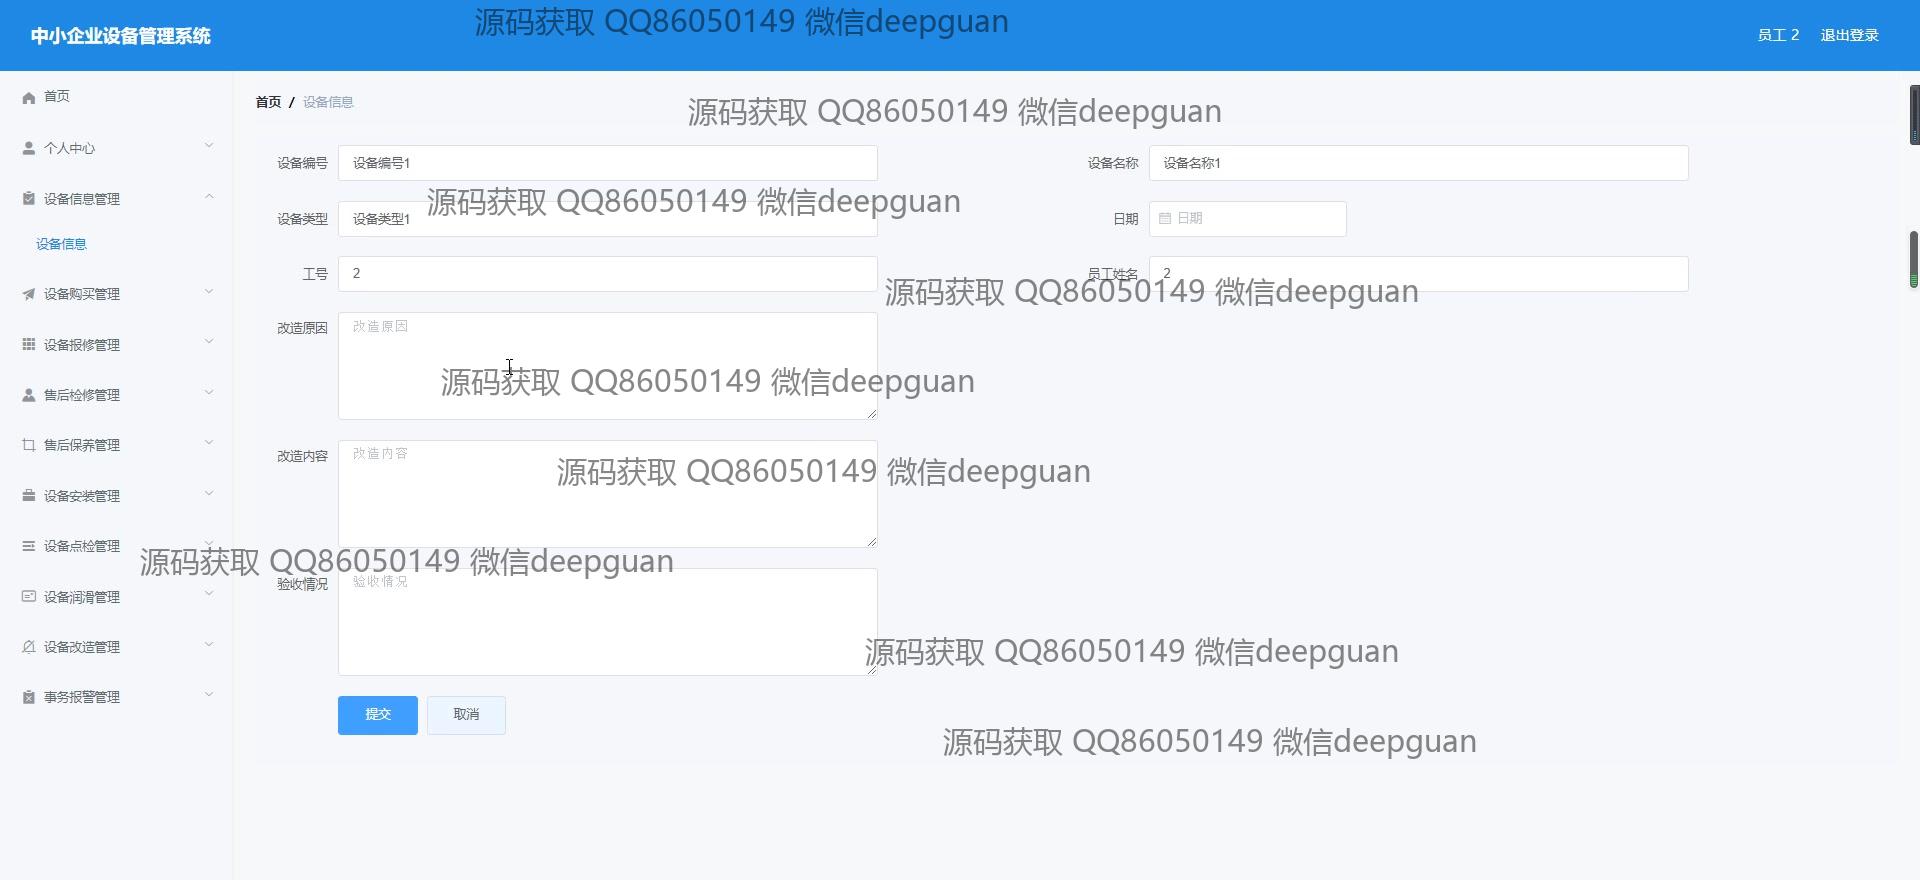 中小企业设备管理系统
源码获取 QQ86050149 微信deepguan
员工 2
退出登录
首页
个人中心
设备信息管理
设备信息
设备购买管理
设备报修管理
售后检修管理
售后保养管理
设备安装管理
设备点检管理
设备润滑管理
设备改造管理
事务报警管理
首页 / 设备信息
源码获取 QQ86050149 微信deepguan
设备编号 设备编号1
设备名称 设备名称1
源码获取 QQ86050149 微信deepguan
设备类型 设备类型1
日期 日期
工号 2
员工姓名 2
源码获取 QQ86050149 微信deepguan
改造原因 改造原因
源码获取 QQ86050149 微信deepguan
改造内容 改造内容
源码获取 QQ86050149 微信deepguan
源码获取 QQ86050149 微信deepguan
验收情况 验收情况
源码获取 QQ86050149 微信deepguan
提交
取消
源码获取 QQ86050149 微信deepguan